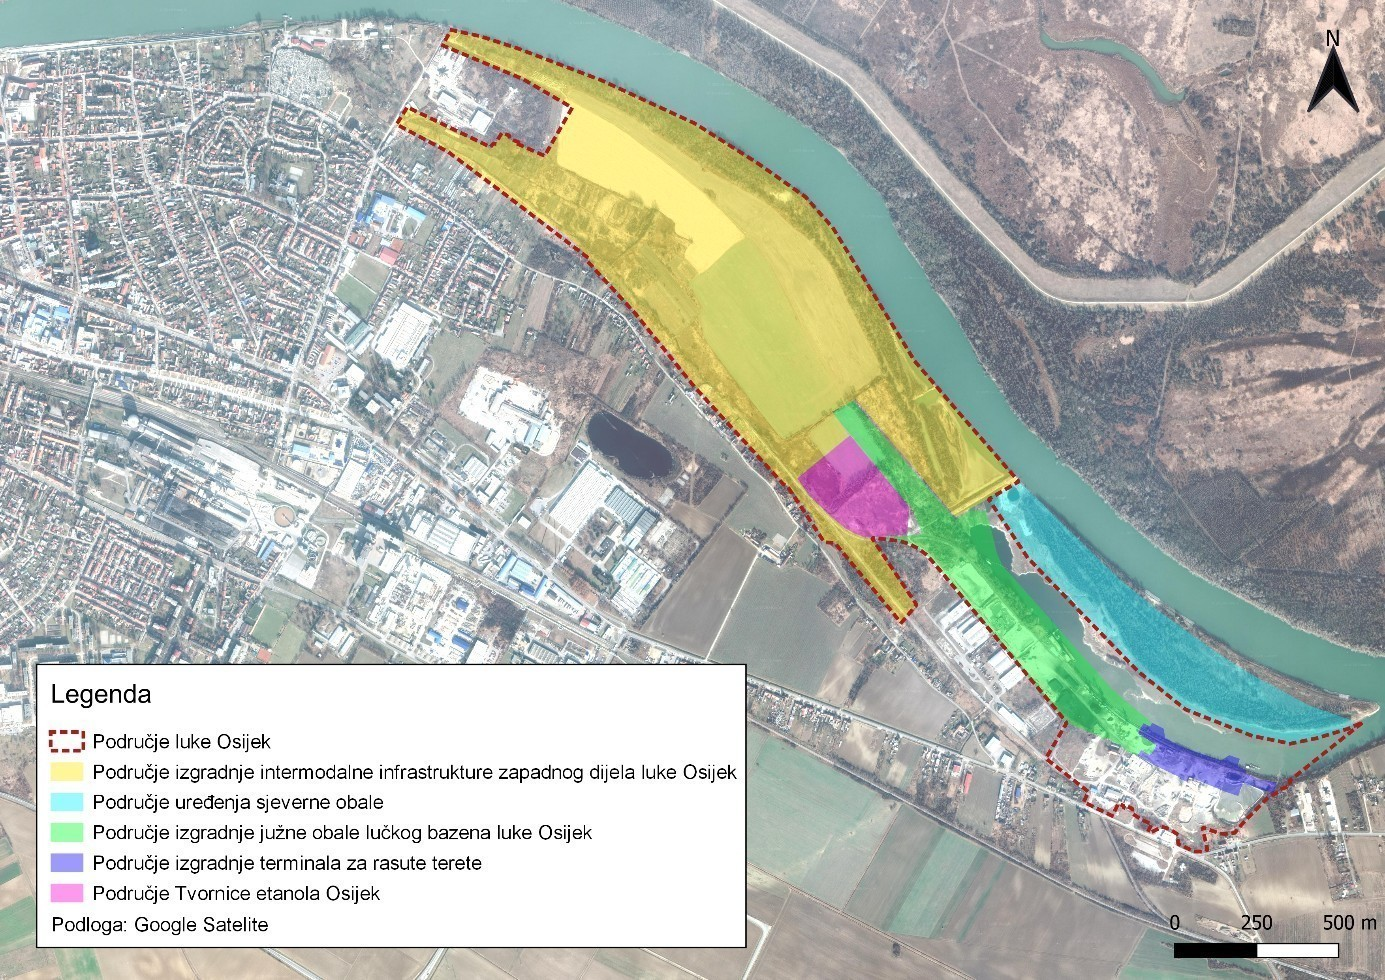 N
Legenda
Područje luke Osijek
Područje izgradnje intermodalne infrastrukture zapadnog dijela luke Osijek
Područje uređenja sjeverne obale
Područje izgradnje južne obale lučkog bazena luke Osijek
Područje izgradnje terminala za rasute terete
Područje Tvornice etanola Osijek
Podloga: Google Satelite
0 250 500 m